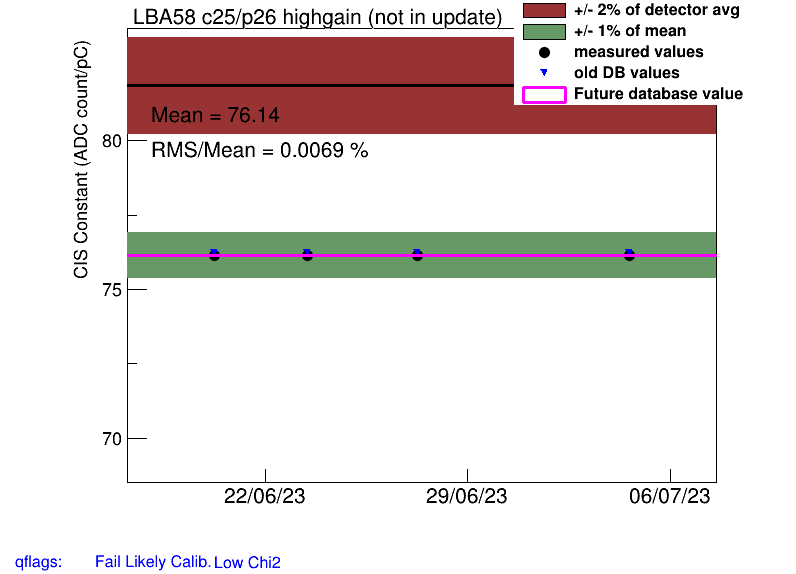 LBA58 c25/p26 highgain (not in update)
+/- 2% of detector avg
+/- 1% of mean
measured values
old DB values
Future database value
CIS Constant (ADC count/pC)
Mean = 76.14
RMS/Mean = 0.0069 %
80
75
70
22/06/23 29/06/23 06/07/23
qflags: Fail Likely Calib. Low Chi2